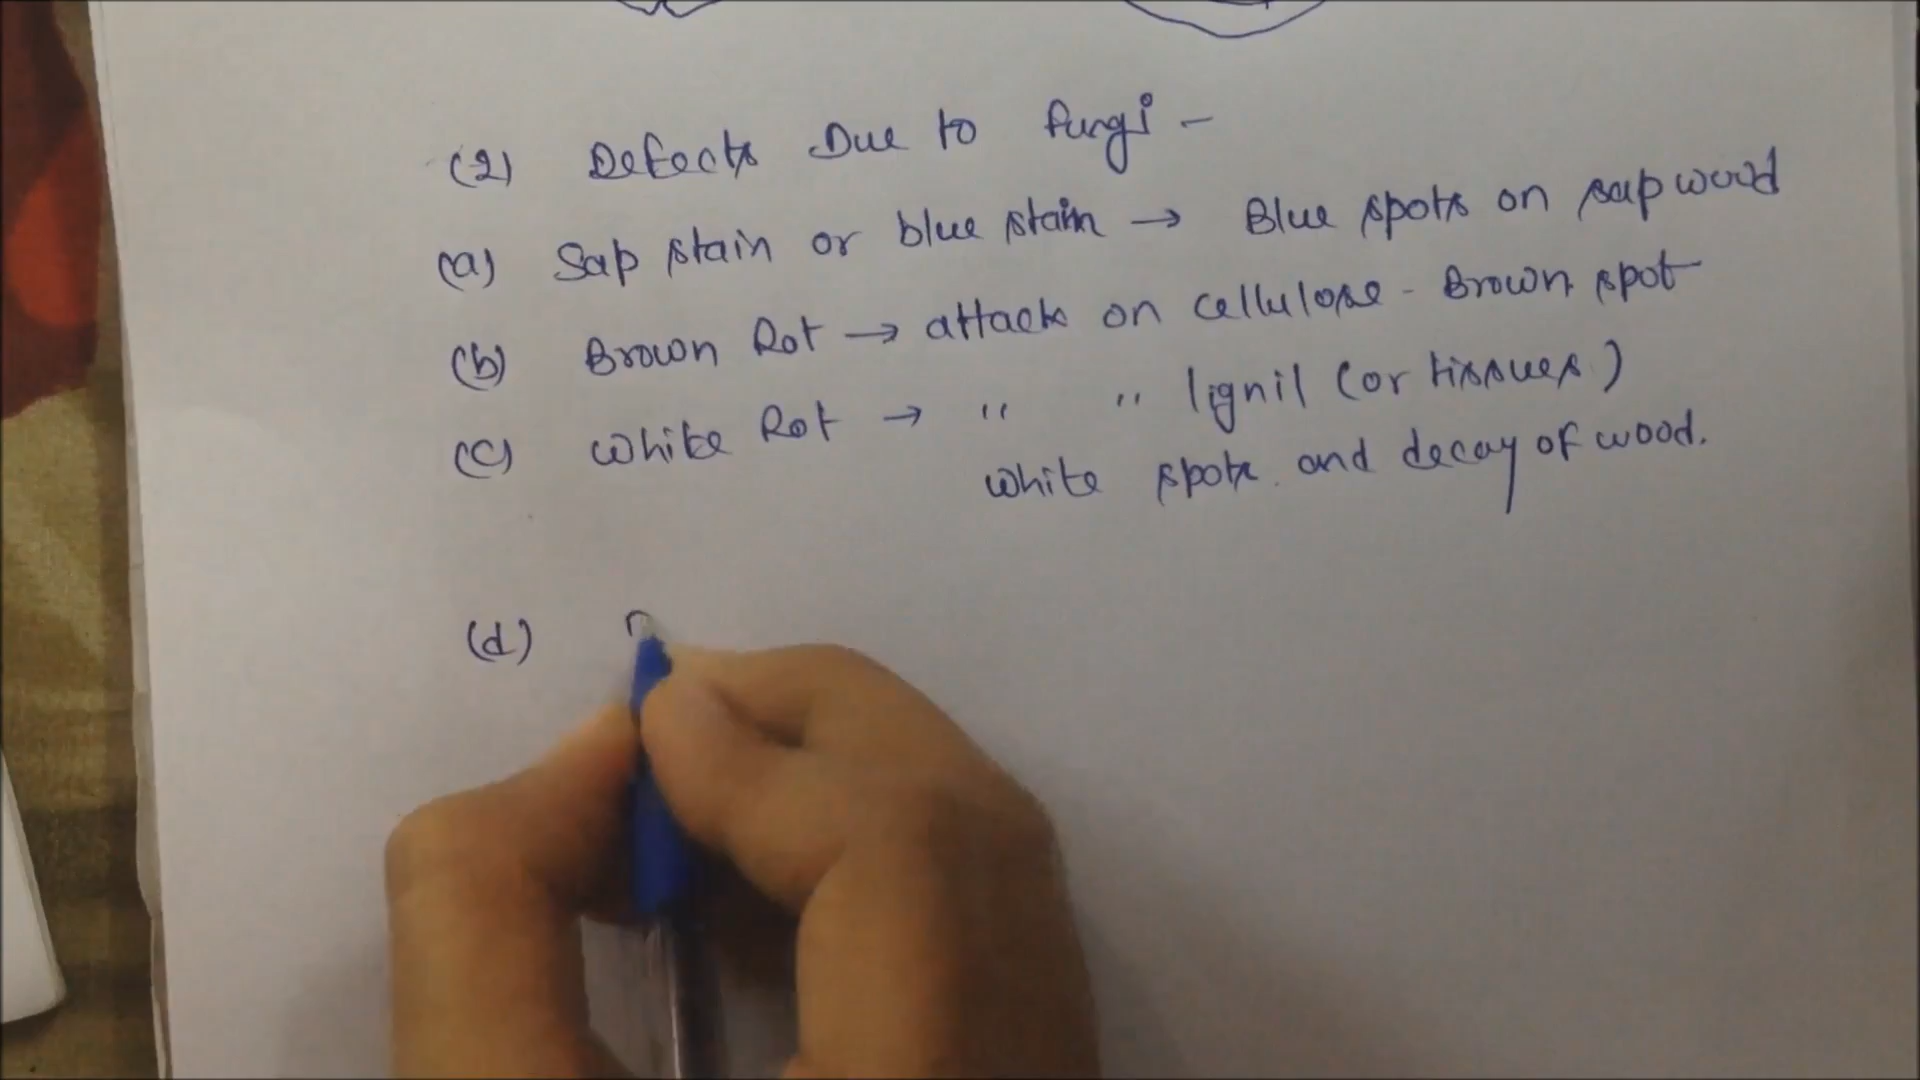 (2) Defects Due to fungi -
(a) Sap stain or blue stain → Blue spots on sap wood
(b) Brown Rot → attack on cellulose - Brown spot
(c) White Rot → " " lignil (or tissues)
white spots and decay of wood.
(d)